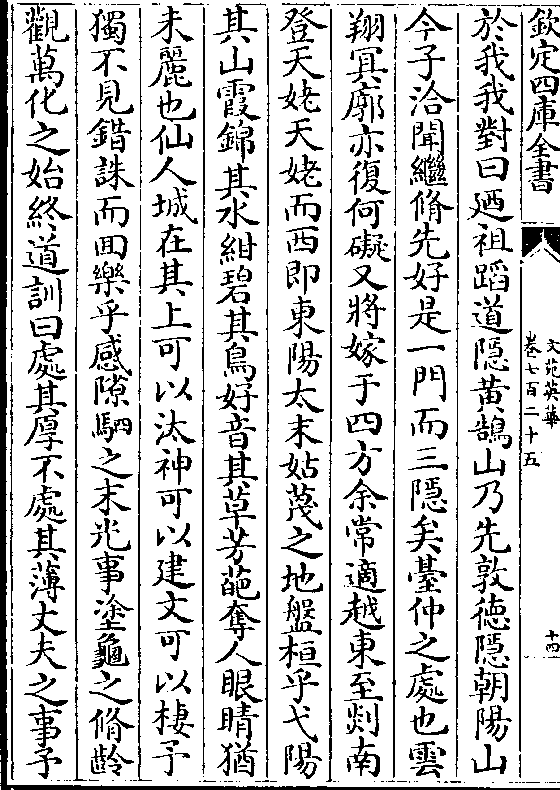 欽定四庫全書
文苑英華
卷七百二十五
十四
於我我對曰廼祖蹈道隠黄鵠山乃先敦徳隠朝陽山
今子洽聞繼脩先好是一門而三隠矣臺仲之處也雲
翔㝠廓亦復何礙又將嫁于四方余常適越東至剡南
登天姥天姥而西即東陽太末姑蔑之地盤桓乎弋陽
其山霞錦其水紺碧其鳥好音其草芳葩奪人眼睛猶
未麗也仙人城在其上可以汰神可以建文可以棲予
獨不見錯誅而囬樂乎感隙駟之末光事塗龜之脩齡
觀萬化之始終道訓曰處其厚不處其薄丈夫之事予